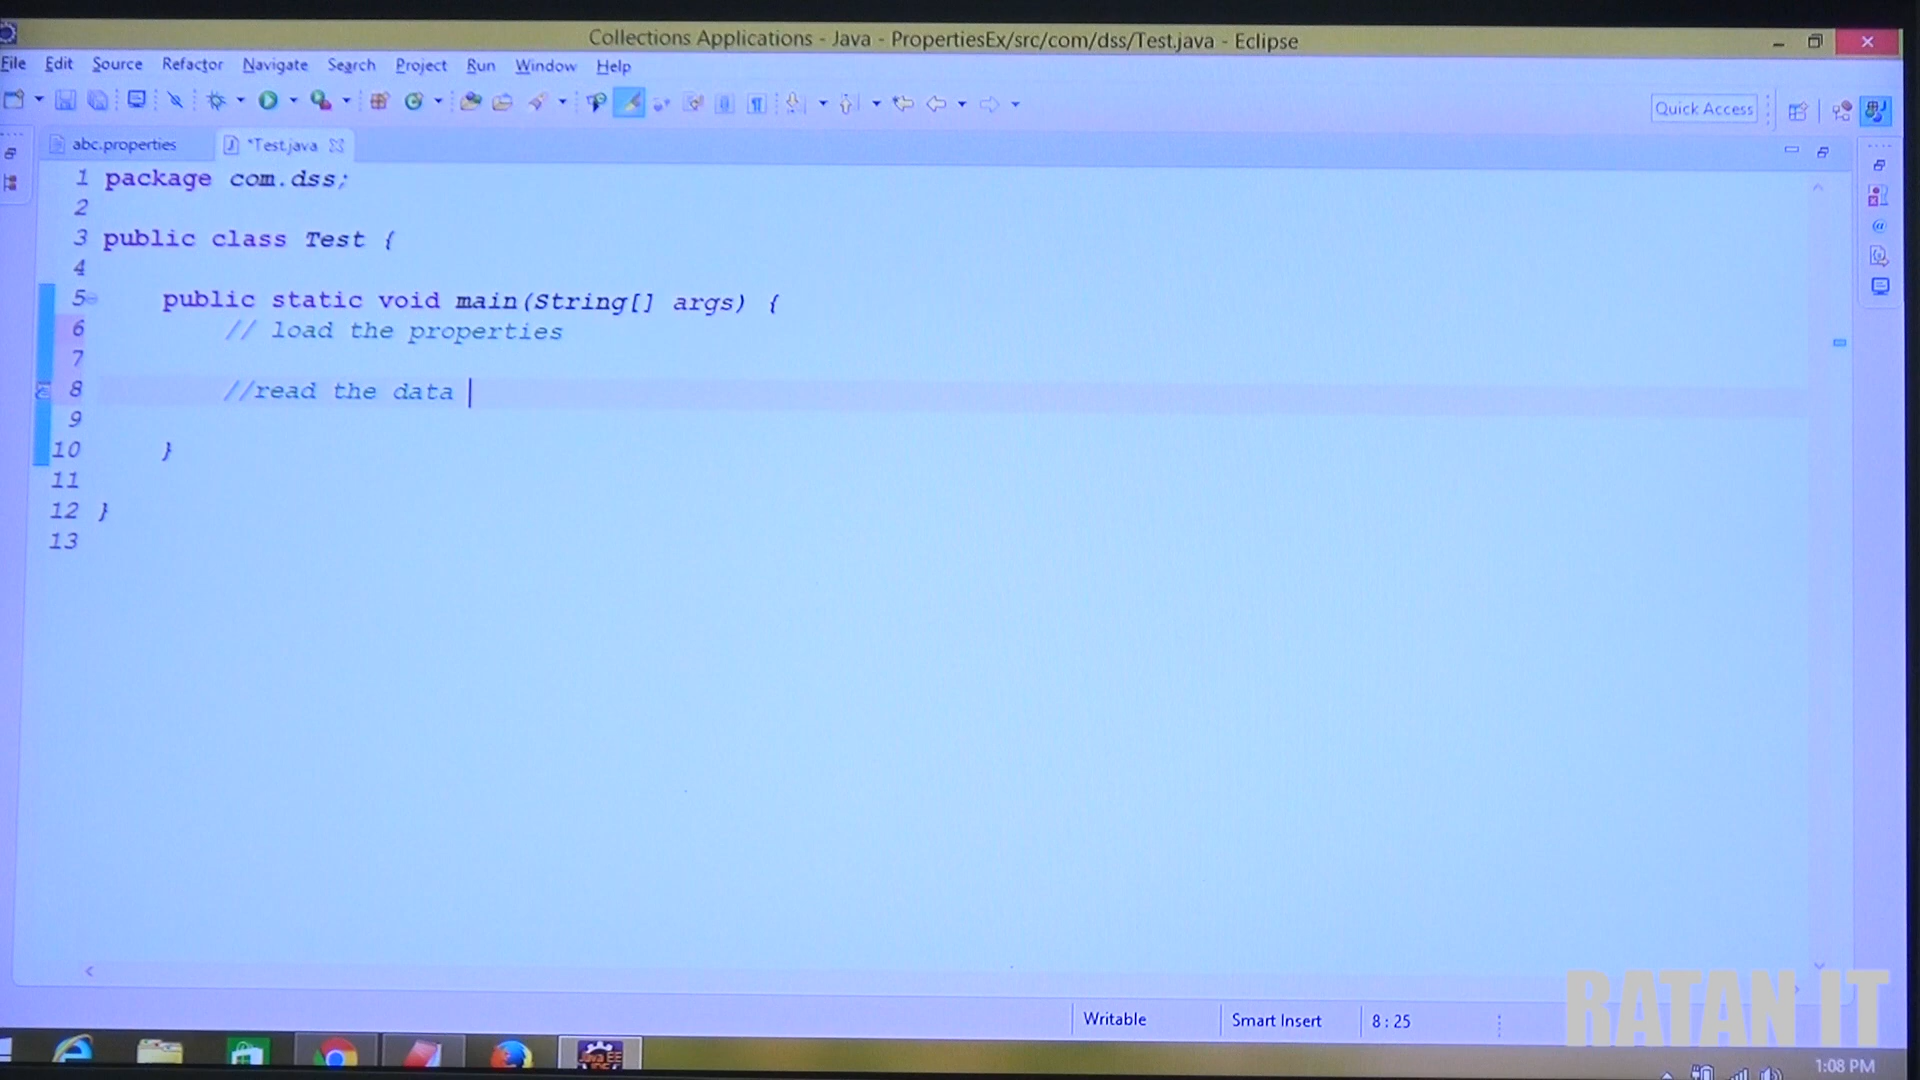 Collections Applications - Java - PropertiesEx/src/com/dss/Test.java - Eclipse
File Edit Source Refactor Navigate Search Project Run Window Help
Quick Access
abc.properties *Test.java
1 package com.dss;
2
3 public class Test {
4
5 public static void main(String[] args) {
6 // load the properties
7
8 //read the data
9
10 }
11
12 }
13
Writable Smart Insert 8 : 25
RATAN IT
Java EE
IDE
1:08 PM